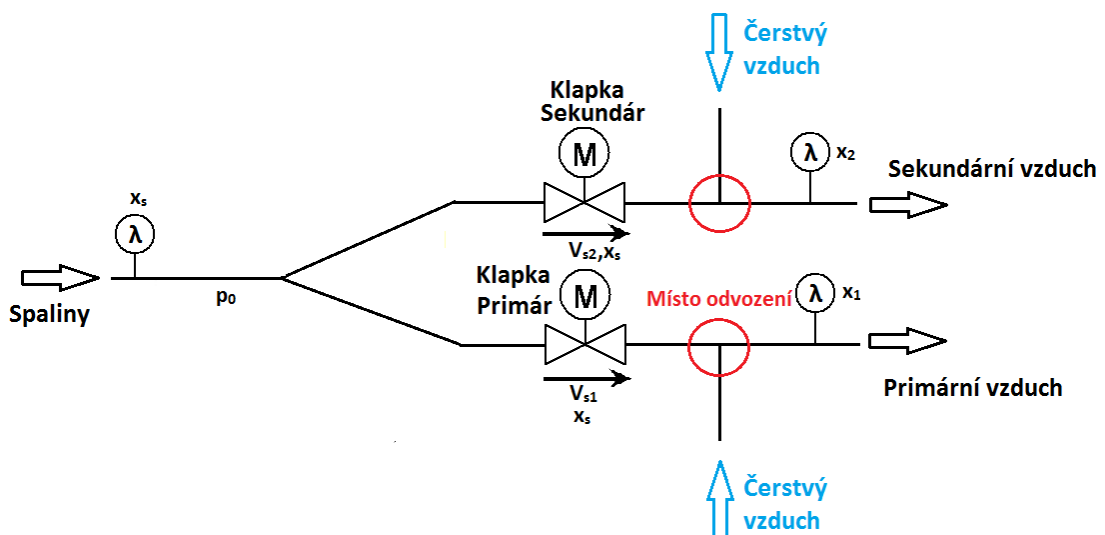 Čerstvý
vzduch
Klapka
Sekundár
M
λ x₂
Sekundární vzduch
xₛ
λ
Vₛ₂,xₛ
Spaliny
p₀
Klapka
Primár
M
Místo odvození
λ x₁
Primární vzduch
Vₛ₁
xₛ
Čerstvý
vzduch